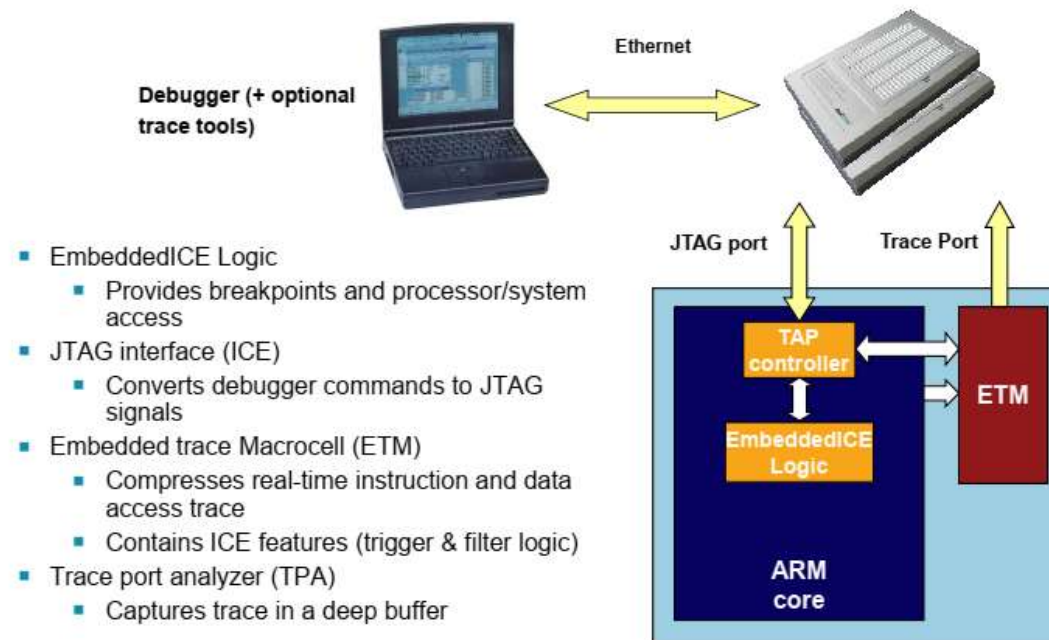 Ethernet
Debugger (+ optional
trace tools)
JTAG port
Trace Port
▪ EmbeddedICE Logic
▪ Provides breakpoints and processor/system
access
▪ JTAG interface (ICE)
▪ Converts debugger commands to JTAG
signals
▪ Embedded trace Macrocell (ETM)
▪ Compresses real-time instruction and data
access trace
▪ Contains ICE features (trigger & filter logic)
▪ Trace port analyzer (TPA)
▪ Captures trace in a deep buffer
TAP
controller
ETM
EmbeddedICE
Logic
ARM
core